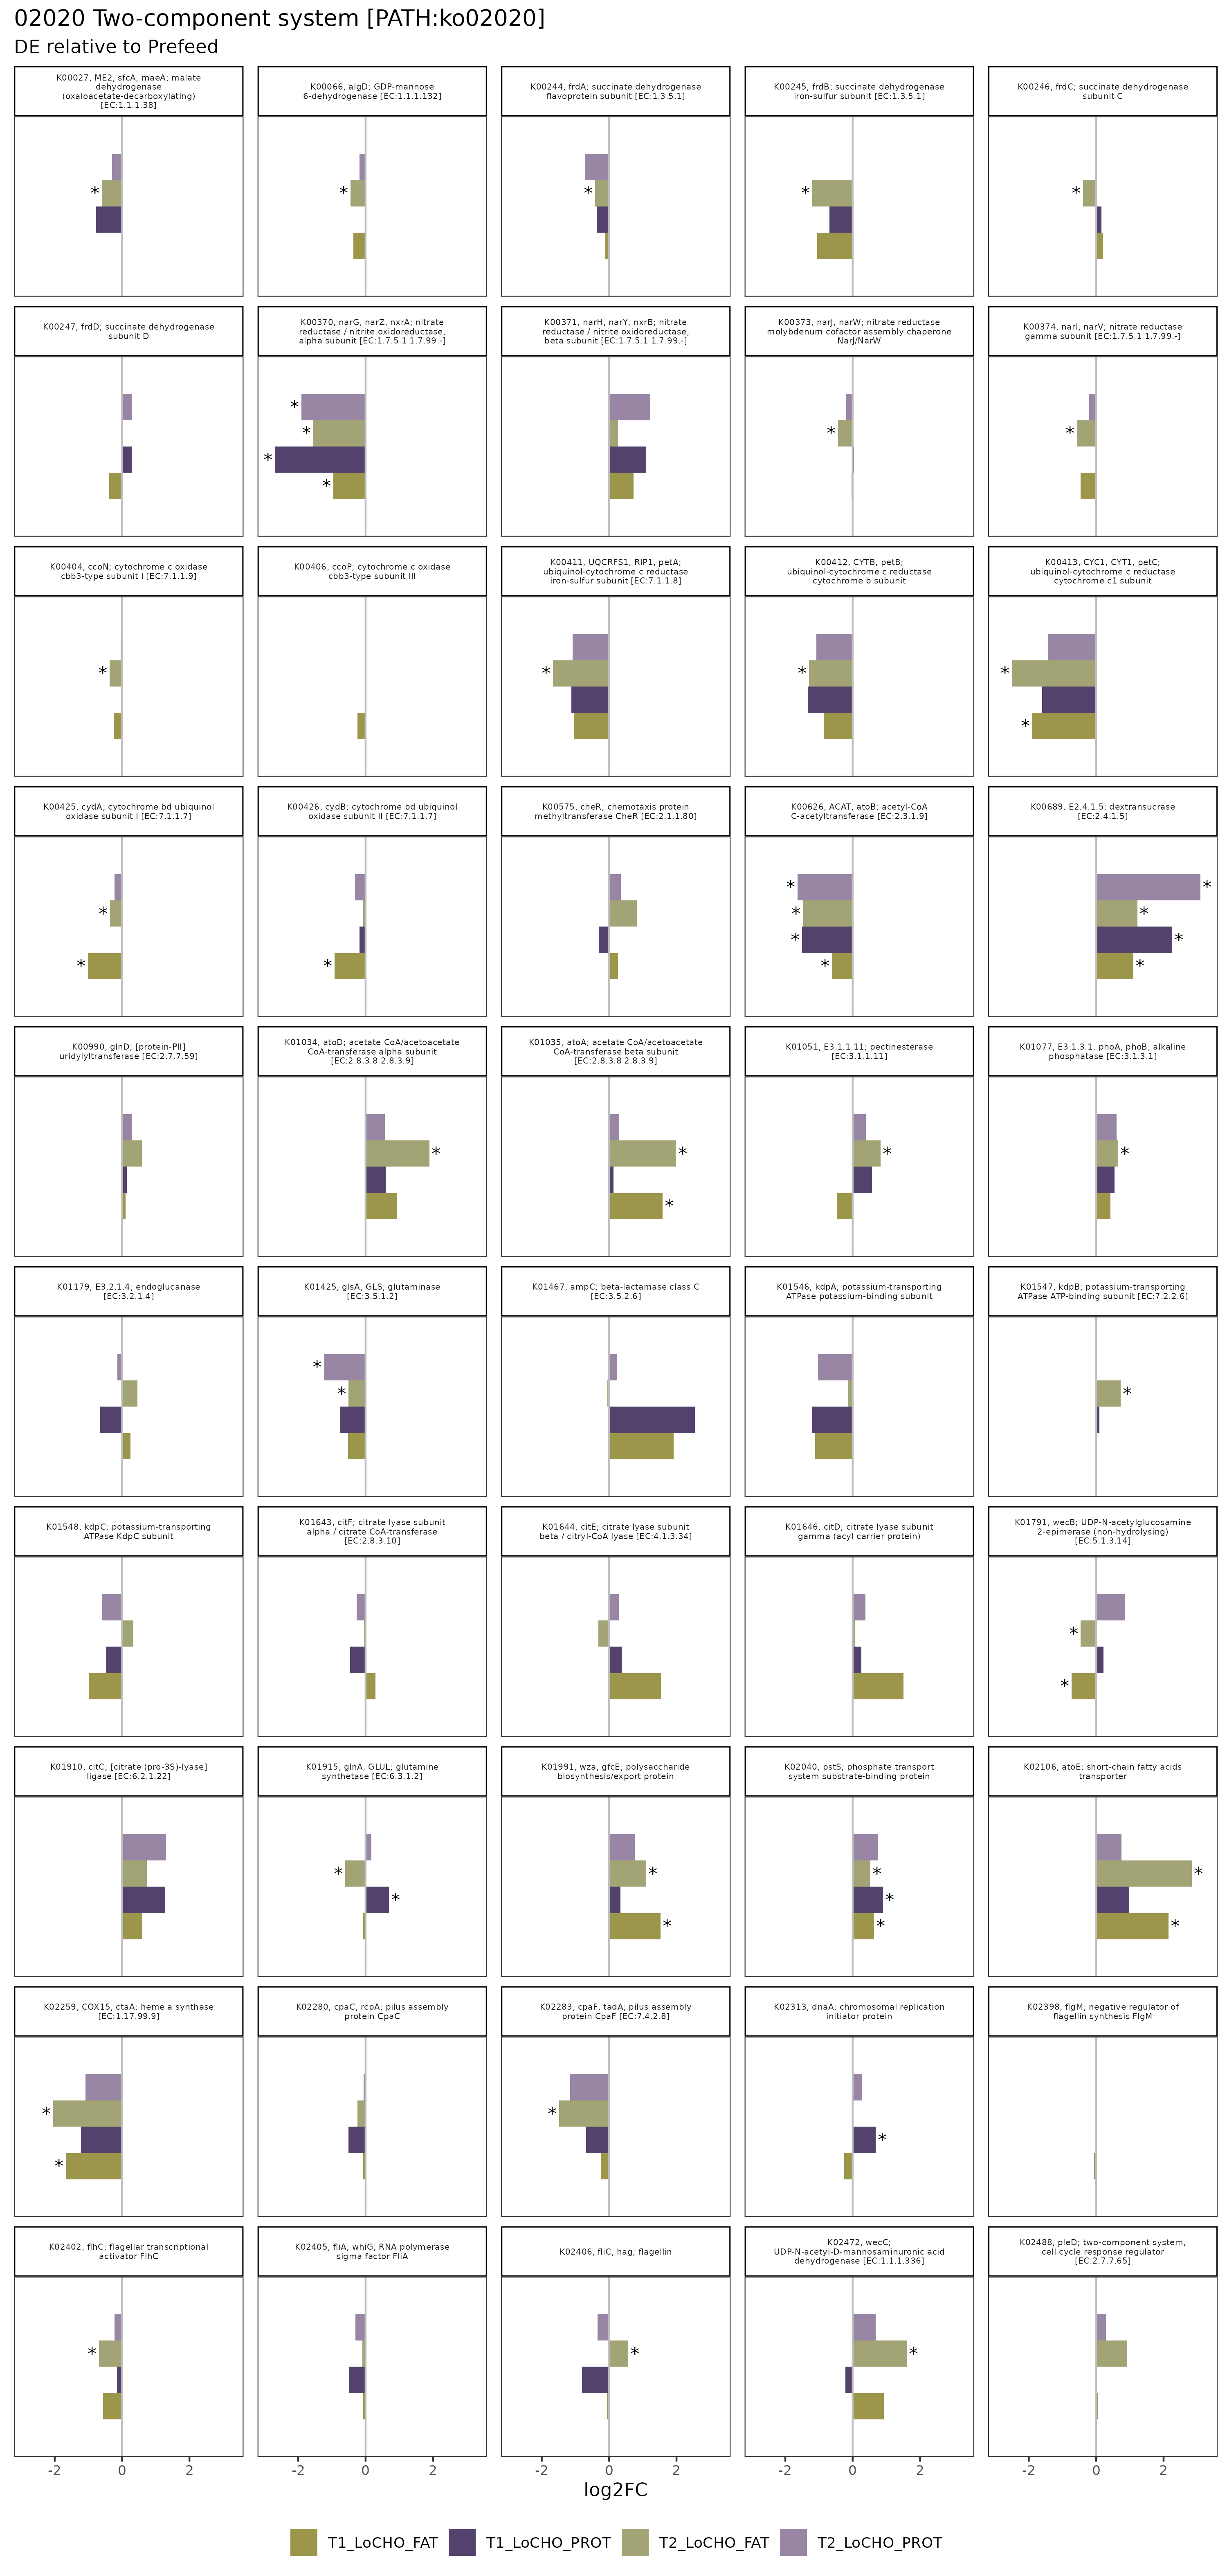 02020 Two-component system [PATH:ko02020]
DE relative to Prefeed
K00027, ME2, sfcA, maeA; malate
dehydrogenase
(oxaloacetate-decarboxylating)
[EC:1.1.1.38]
K00066, algD; GDP-mannose
6-dehydrogenase [EC:1.1.1.132]
K00244, frdA; succinate dehydrogenase
flavoprotein subunit [EC:1.3.5.1]
K00245, frdB; succinate dehydrogenase
iron-sulfur subunit [EC:1.3.5.1]
K00246, frdC; succinate dehydrogenase
subunit C
*
*
*
*
*
K00247, frdD; succinate dehydrogenase
subunit D
K00370, narG, narZ, nxrA; nitrate
reductase / nitrite oxidoreductase,
alpha subunit [EC:1.7.5.1 1.7.99.-]
K00371, narH, narY, nxrB; nitrate
reductase / nitrite oxidoreductase,
beta subunit [EC:1.7.5.1 1.7.99.-]
K00373, narJ, narW; nitrate reductase
molybdenum cofactor assembly chaperone
NarJ/NarW
K00374, narI, narV; nitrate reductase
gamma subunit [EC:1.7.5.1 1.7.99.-]
*
*
*
*
*
*
K00404, ccoN; cytochrome c oxidase
cbb3-type subunit I [EC:7.1.1.9]
K00406, ccoP; cytochrome c oxidase
cbb3-type subunit III
K00411, UQCRFS1, RIP1, petA;
ubiquinol-cytochrome c reductase
iron-sulfur subunit [EC:7.1.1.8]
K00412, CYTB, petB;
ubiquinol-cytochrome c reductase
cytochrome b subunit
K00413, CYC1, CYT1, petC;
ubiquinol-cytochrome c reductase
cytochrome c1 subunit
*
*
*
*
*
K00425, cydA; cytochrome bd ubiquinol
oxidase subunit I [EC:7.1.1.7]
K00426, cydB; cytochrome bd ubiquinol
oxidase subunit II [EC:7.1.1.7]
K00575, cheR; chemotaxis protein
methyltransferase CheR [EC:2.1.1.80]
K00626, ACAT, atoB; acetyl-CoA
C-acetyltransferase [EC:2.3.1.9]
K00689, E2.4.1.5; dextransucrase
[EC:2.4.1.5]
*
*
*
*
*
*
*
*
*
*
*
K00990, glnD; [protein-PII]
uridylyltransferase [EC:2.7.7.59]
K01034, atoD; acetate CoA/acetoacetate
CoA-transferase alpha subunit
[EC:2.8.3.8 2.8.3.9]
K01035, atoA; acetate CoA/acetoacetate
CoA-transferase beta subunit
[EC:2.8.3.8 2.8.3.9]
K01051, E3.1.1.11; pectinesterase
[EC:3.1.1.11]
K01077, E3.1.3.1, phoA, phoB; alkaline
phosphatase [EC:3.1.3.1]
*
*
*
*
*
K01179, E3.2.1.4; endoglucanase
[EC:3.2.1.4]
K01425, glsA, GLS; glutaminase
[EC:3.5.1.2]
K01467, ampC; beta-lactamase class C
[EC:3.5.2.6]
K01546, kdpA; potassium-transporting
ATPase potassium-binding subunit
K01547, kdpB; potassium-transporting
ATPase ATP-binding subunit [EC:7.2.2.6]
*
*
*
K01548, kdpC; potassium-transporting
ATPase KdpC subunit
K01643, citF; citrate lyase subunit
alpha / citrate CoA-transferase
[EC:2.8.3.10]
K01644, citE; citrate lyase subunit
beta / citryl-CoA lyase [EC:4.1.3.34]
K01646, citD; citrate lyase subunit
gamma (acyl carrier protein)
K01791, wecB; UDP-N-acetylglucosamine
2-epimerase (non-hydrolysing)
[EC:5.1.3.14]
*
*
K01910, citC; [citrate (pro-3S)-lyase]
ligase [EC:6.2.1.22]
K01915, glnA, GLUL; glutamine
synthetase [EC:6.3.1.2]
K01991, wza, gfcE; polysaccharide
biosynthesis/export protein
K02040, pstS; phosphate transport
system substrate-binding protein
K02106, atoE; short-chain fatty acids
transporter
*
*
*
*
*
*
*
*
*
K02259, COX15, ctaA; heme a synthase
[EC:1.17.99.9]
K02280, cpaC, rcpA; pilus assembly
protein CpaC
K02283, cpaF, tadA; pilus assembly
protein CpaF [EC:7.4.2.8]
K02313, dnaA; chromosomal replication
initiator protein
K02398, flgM; negative regulator of
flagellin synthesis FlgM
*
*
*
*
K02402, flhC; flagellar transcriptional
activator FlhC
K02405, fliA, whiG; RNA polymerase
sigma factor FliA
K02406, fliC, hag; flagellin
K02472, wecC;
UDP-N-acetyl-D-mannosaminuronic acid
dehydrogenase [EC:1.1.1.336]
K02488, pleD; two-component system,
cell cycle response regulator
[EC:2.7.7.65]
*
*
*
-2 0 2 -2 0 2 -2 0 2 -2 0 2 -2 0 2
log2FC
T1_LoCHO_FAT T1_LoCHO_PROT T2_LoCHO_FAT T2_LoCHO_PROT